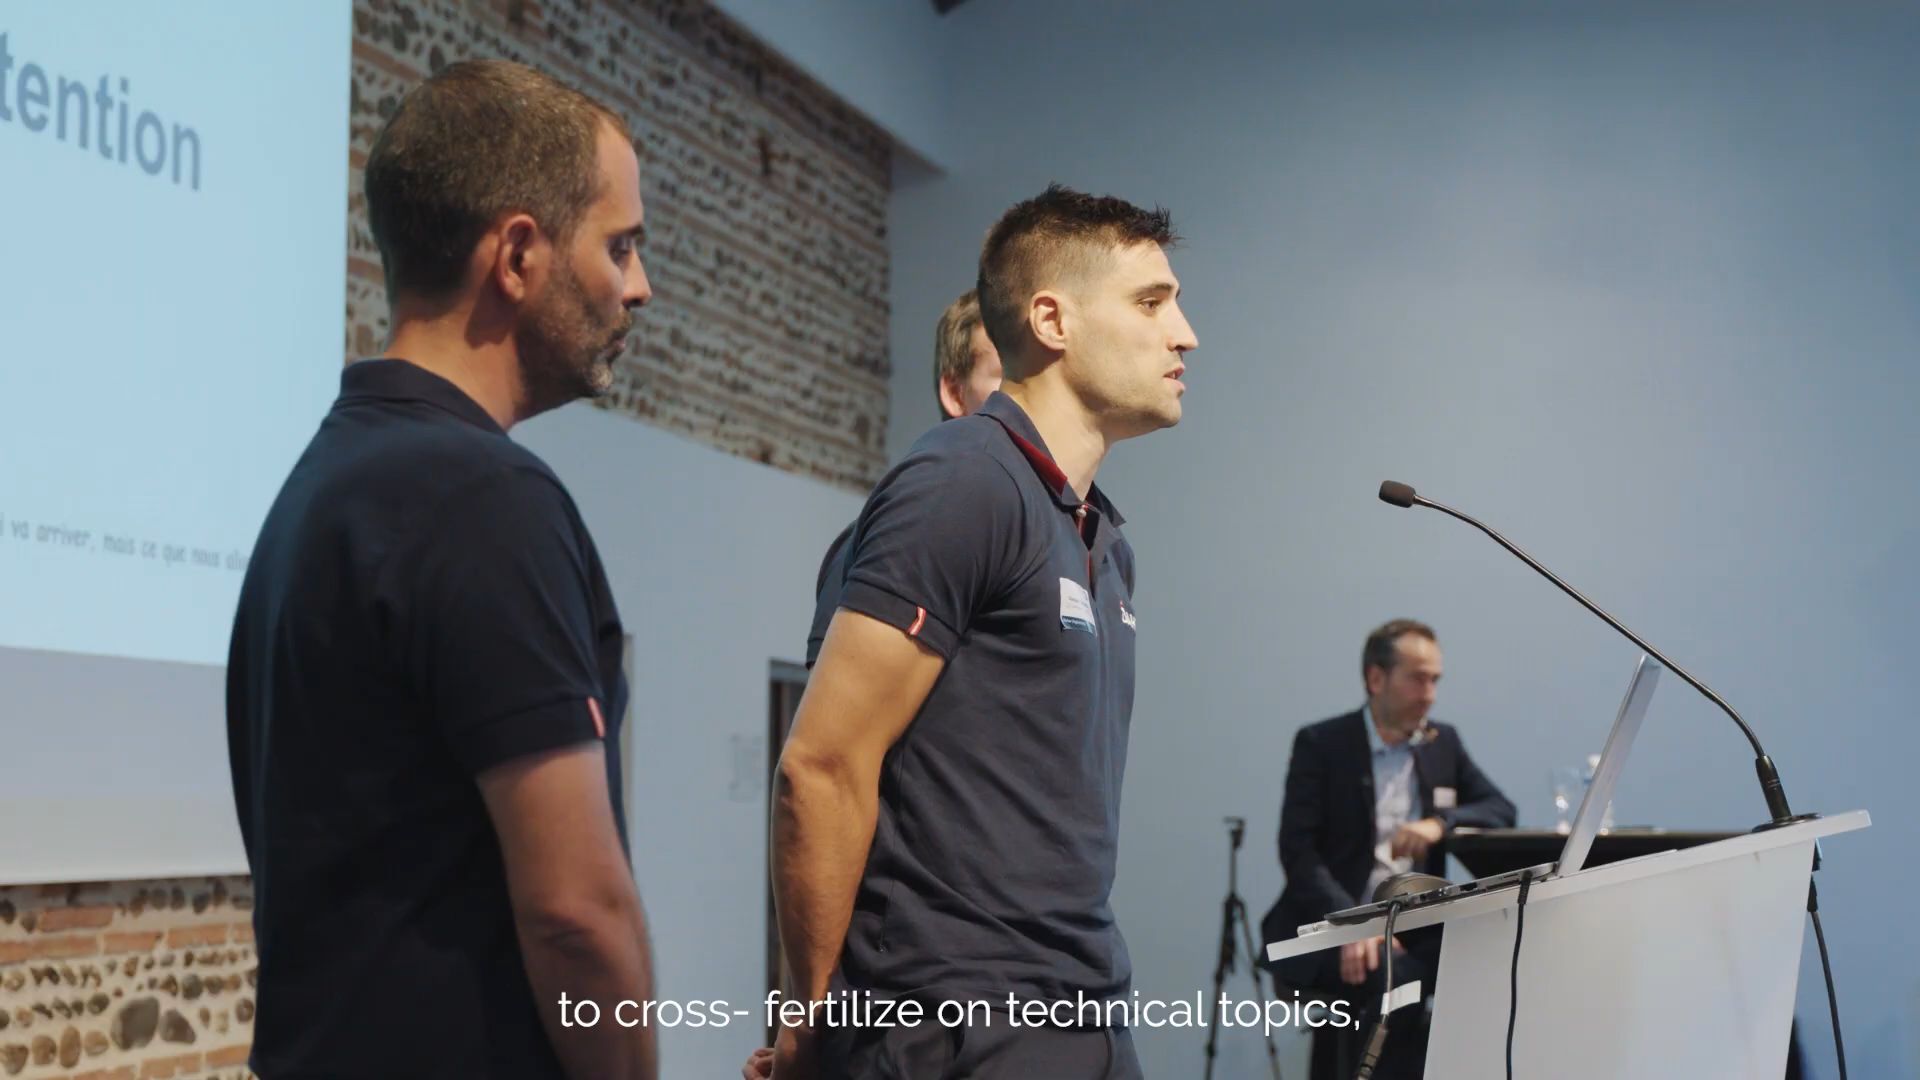 tention
va arriver, mais ce que nous
to cross- fertilize on technical topics,